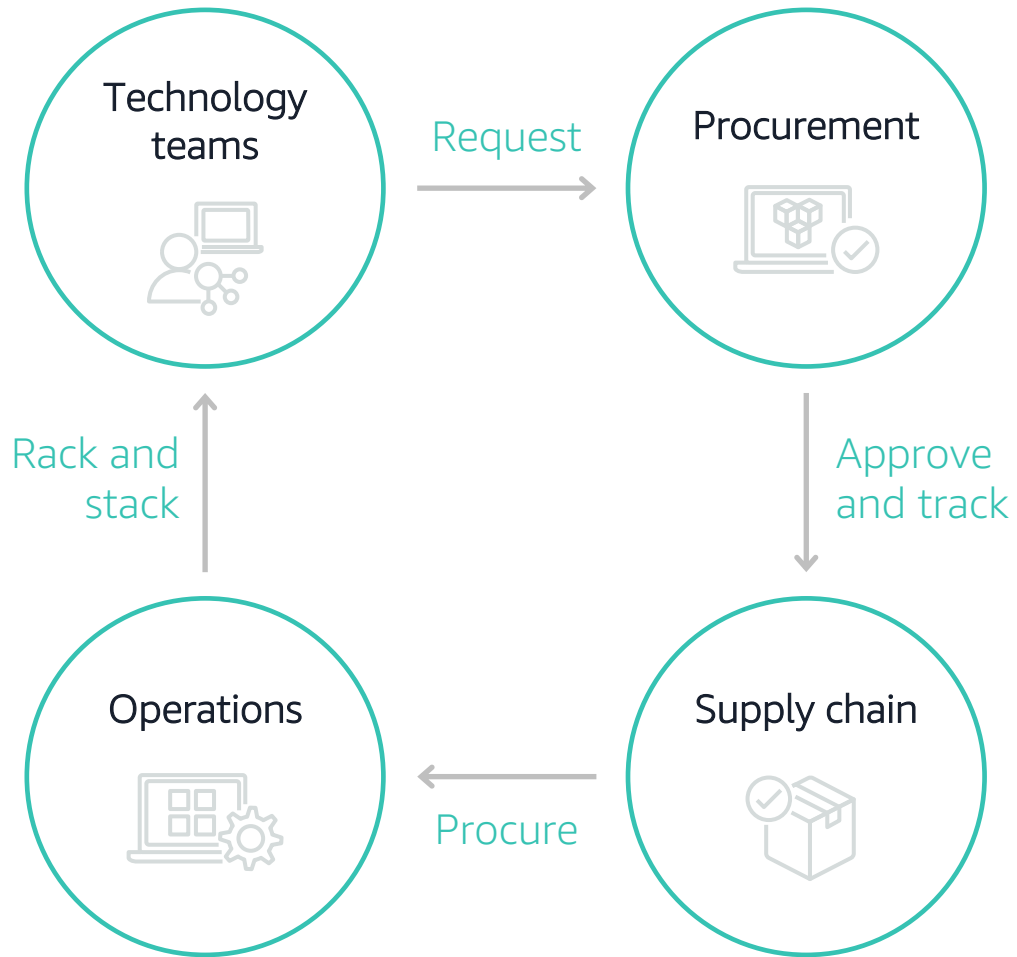 Technology
teams
Request
Procurement
Rack and
stack
Approve
and track
Operations
Procure
Supply chain